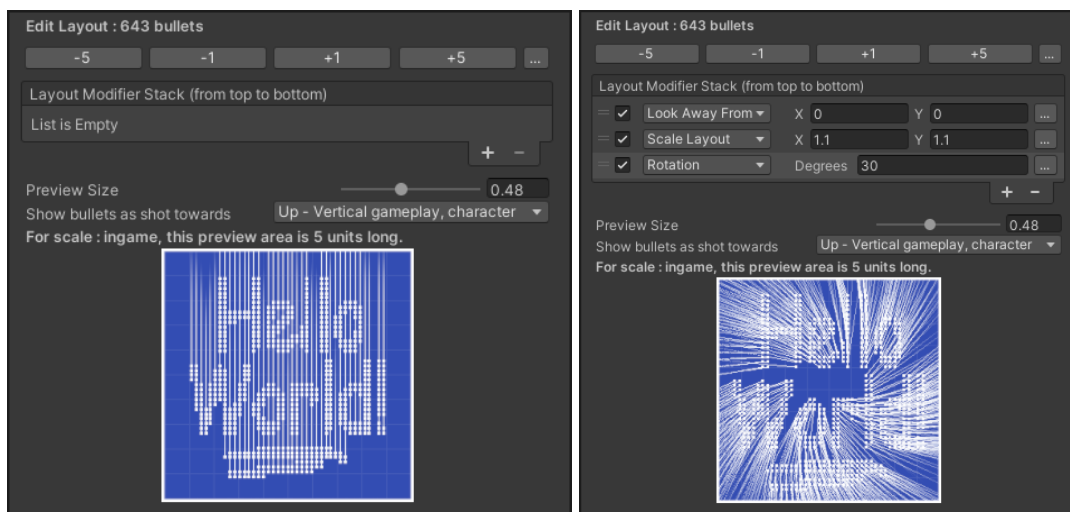 Edit Layout : 643 bullets
-5 -1 +1 +5 ...
Layout Modifier Stack (from top to bottom)
List is Empty
+ -
Preview Size 0.48
Show bullets as shot towards Up - Vertical gameplay, character
For scale : ingame, this preview area is 5 units long.
Hello
World!
Edit Layout : 643 bullets
-5 -1 +1 +5 ...
Layout Modifier Stack (from top to bottom)
Look Away From X 0 Y 0 ...
Scale Layout X 1.1 Y 1.1 ...
Rotation Degrees 30 ...
+ -
Preview Size 0.48
Show bullets as shot towards Up - Vertical gameplay, character
For scale : ingame, this preview area is 5 units long.
Hello
World!